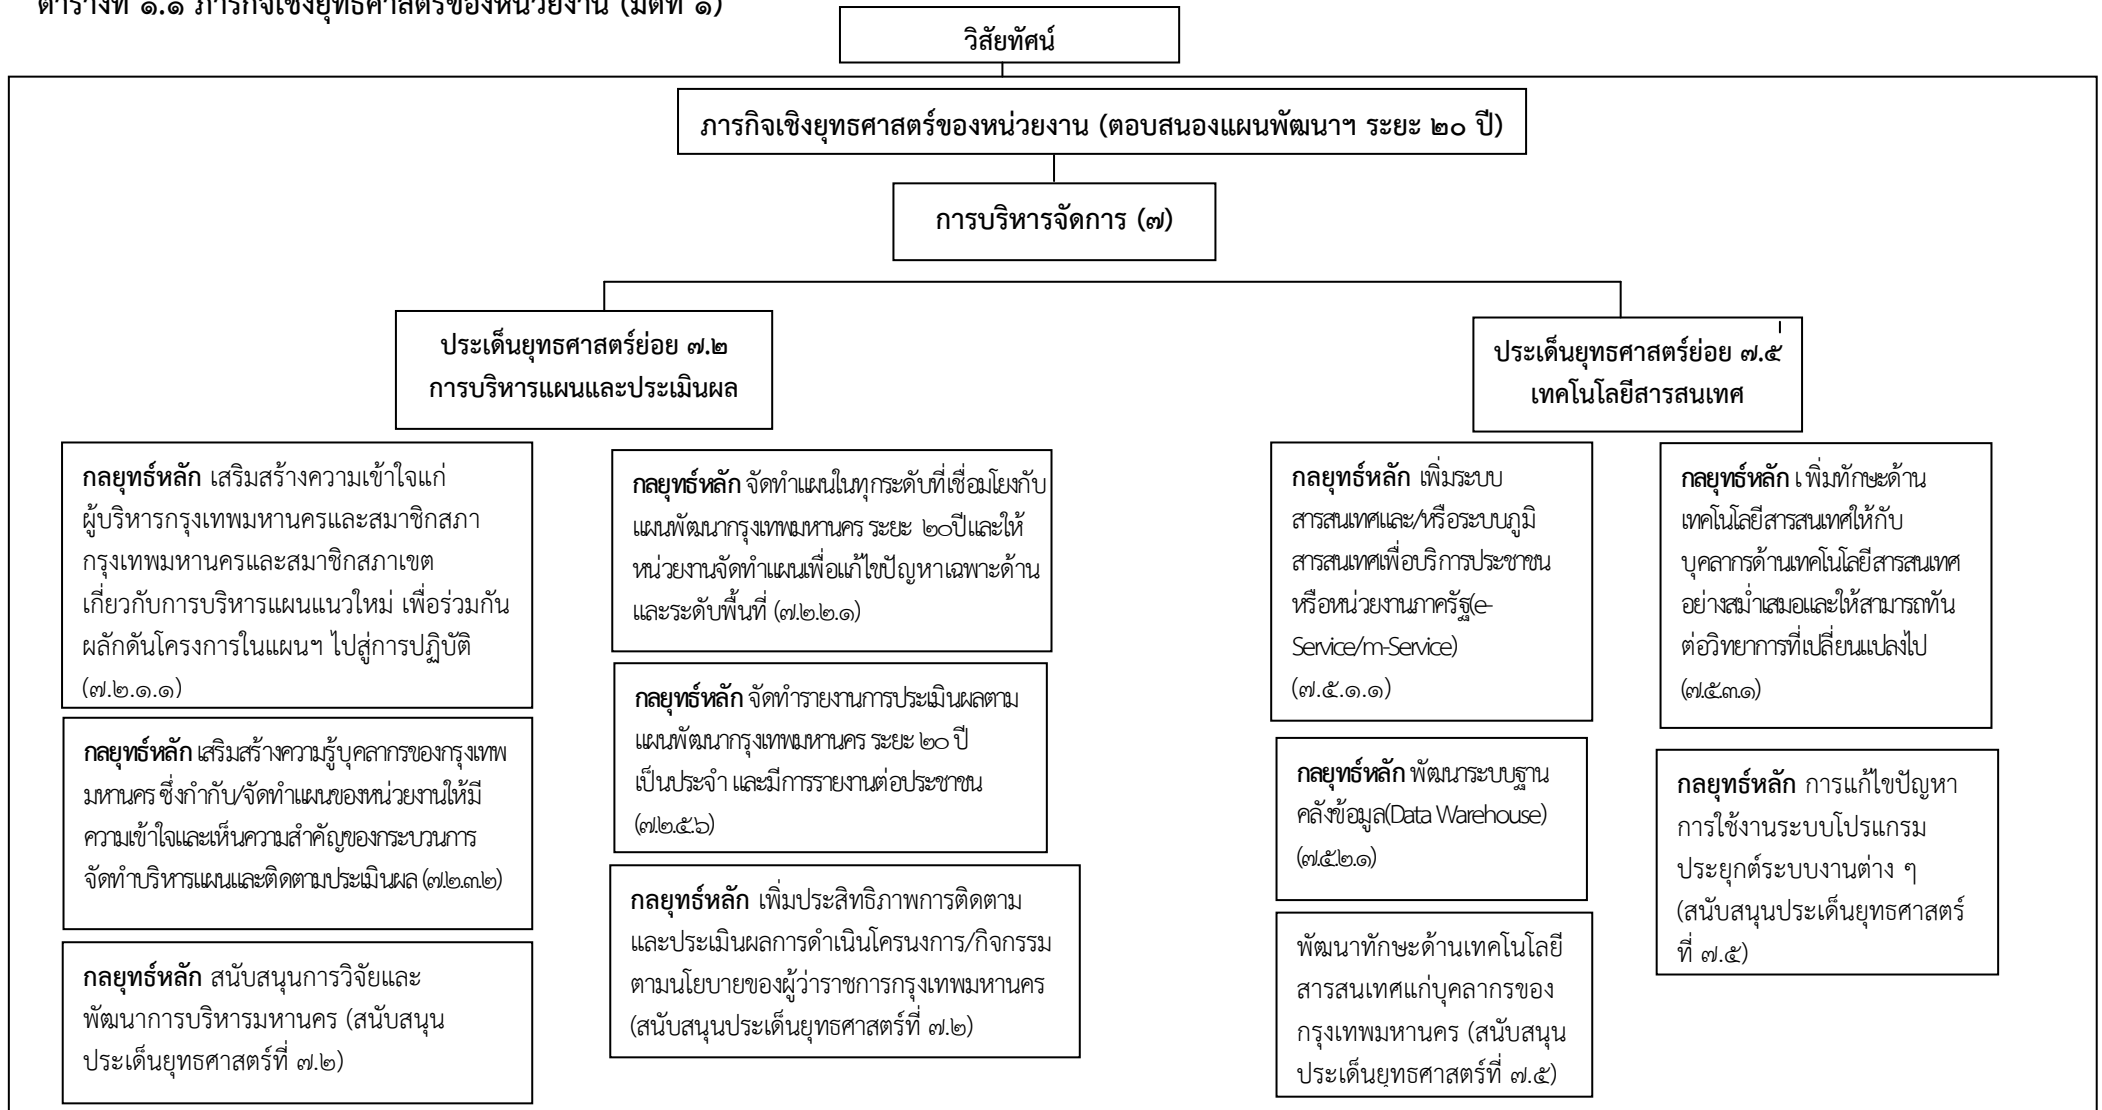 ตารางที่ ๑.๑ ภารกิจเชิงยุทธศาสตร์ของหน่วยงาน (มิติที่ ๑)
วิสัยทัศน์
ภารกิจเชิงยุทธศาสตร์ของหน่วยงาน (ตอบสนองแผนพัฒนาฯ ระยะ ๒๐ ปี)
การบริหารจัดการ (๗)
ประเด็นยุทธศาสตร์ย่อย ๗.๒
การบริหารแผนและประเมินผล
ประเด็นยุทธศาสตร์ย่อย ๗.๕
เทคโนโลยีสารสนเทศ
กลยุทธ์หลัก เสริมสร้างความเข้าใจแก่
ผู้บริหารกรุงเทพมหานครและสมาชิกสภา
กรุงเทพมหานครและสมาชิกสภาเขต
เกี่ยวกับการบริหารแผนแนวใหม่ เพื่อร่วมกัน
ผลักดันโครงการในแผนฯ ไปสู่การปฏิบัติ
(๗.๒.๑.๑)
กลยุทธ์หลัก เสริมสร้างความรู้บุคลากรของกรุงเทพ
มหานคร ซึ่งกำกับ/จัดทำแผนของหน่วยงานให้มี
ความเข้าใจและเห็นความสำคัญของกระบวนการ
จัดทำบริหารแผนและติดตามประเมินผล (๗.๒.๓.๒)
กลยุทธ์หลัก สนับสนุนการวิจัยและ
พัฒนาการบริหารมหานคร (สนับสนุน
ประเด็นยุทธศาสตร์ที่ ๗.๒)
กลยุทธ์หลัก จัดทำแผนในทุกระดับที่เชื่อมโยงกับ
แผนพัฒนากรุงเทพมหานคร ระยะ ๒๐ปีและให้
หน่วยงานจัดทำแผนเพื่อแก้ไขปัญหาเฉพาะด้าน
และระดับพื้นที่ (๗.๒.๒.๑)
กลยุทธ์หลัก จัดทำรายงานการประเมินผลตาม
แผนพัฒนากรุงเทพมหานคร ระยะ ๒๐ ปี
เป็นประจำ และมีการรายงานต่อประชาชน
(๗.๒.๕.๖)
กลยุทธ์หลัก เพิ่มประสิทธิภาพการติดตาม
และประเมินผลการดำเนินโครนงการ/กิจกรรม
ตามนโยบายของผู้ว่าราชการกรุงเทพมหานคร
(สนับสนุนประเด็นยุทธศาสตร์ที่ ๗.๒)
กลยุทธ์หลัก เพิ่มระบบ
สารสนเทศและ/หรือระบบภูมิ
สารสนเทศเพื่อบริการประชาชน
หรือหน่วยงานภาครัฐ(e-
Service/m-Service)
(๗.๕.๑.๑)
กลยุทธ์หลัก พัฒนาระบบฐาน
คลังข้อมูล(Data Warehouse)
(๗.๕.๒.๑)
พัฒนาทักษะด้านเทคโนโลยี
สารสนเทศแก่บุคลากรของ
กรุงเทพมหานคร (สนับสนุน
ประเด็นยุทธศาสตร์ที่ ๗.๕)
กลยุทธ์หลัก เพิ่มทักษะด้าน
เทคโนโลยีสารสนเทศให้กับ
บุคลากรด้านเทคโนโลยีสารสนเทศ
อย่างสม่ำเสมอและให้สามารถทัน
ต่อวิทยาการที่เปลี่ยนแปลงไป
(๗.๕.๓.๑)
กลยุทธ์หลัก การแก้ไขปัญหา
การใช้งานระบบโปรแกรม
ประยุกต์ระบบงานต่าง ๆ
(สนับสนุนประเด็นยุทธศาสตร์
ที่ ๗.๕)